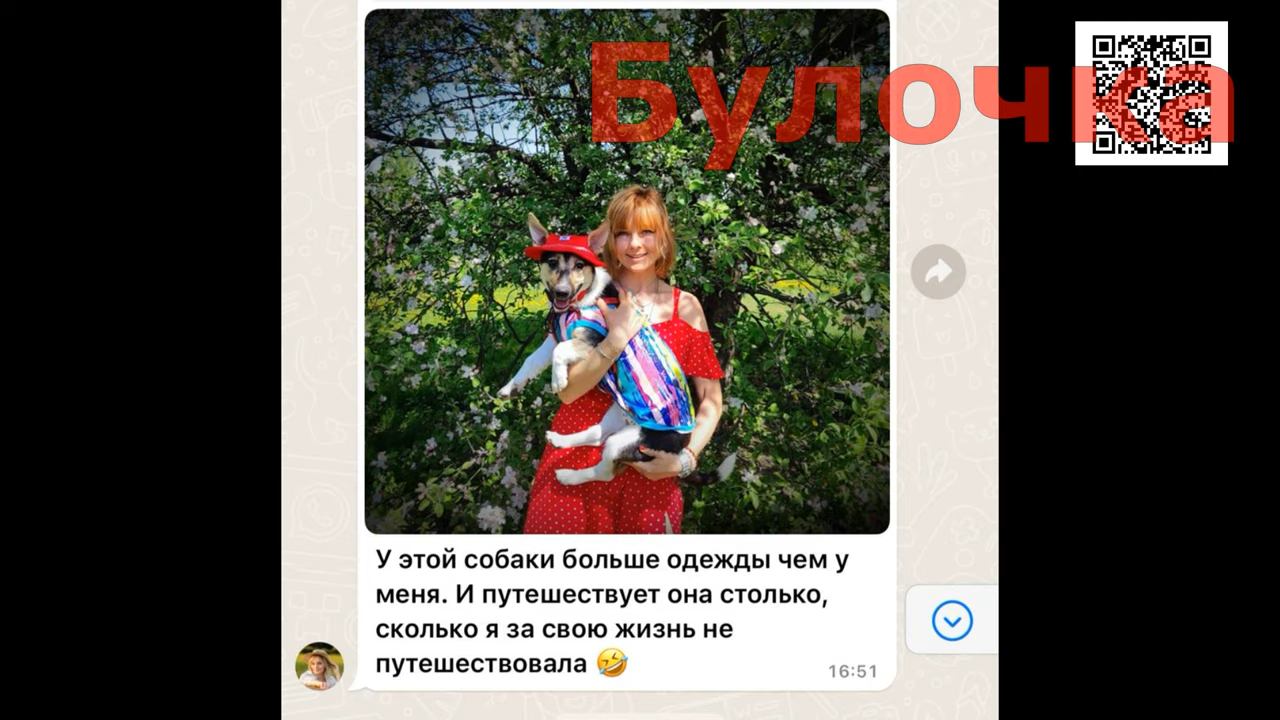 Булочка
У этой собаки больше одежды чем у
меня. И путешествует она столько,
сколько я за свою жизнь не
путешествовала 🤣
16:51